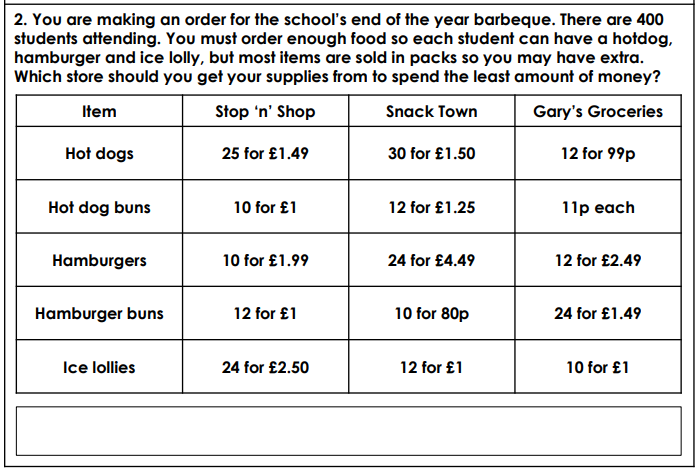 2. You are making an order for the school's end of the year barbeque. There are 400
students attending. You must order enough food so each student can have a hotdog,
hamburger and ice lolly, but most items are sold in packs so you may have extra.
Which store should you get your supplies from to spend the least amount of money?
Item Stop 'n' Shop Snack Town Gary's Groceries
Hot dogs 25 for £1.49 30 for £1.50 12 for 99p
Hot dog buns 10 for £1 12 for £1.25 11p each
Hamburgers 10 for £1.99 24 for £4.49 12 for £2.49
Hamburger buns 12 for £1 10 for 80p 24 for £1.49
Ice lollies 24 for £2.50 12 for £1 10 for £1